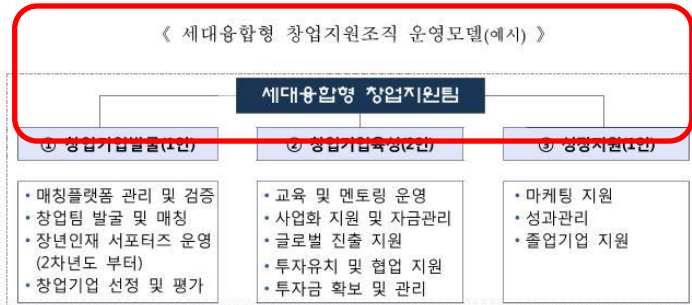 《 세대융합형 창업지원조직 운영모델(예시) 》
세대융합형 창업지원팀
① 창업기업발굴(1인)
• 매칭플랫폼 관리 및 검증
• 창업팀 발굴 및 매칭
• 장년인재 서포터즈 운영
(2차년도 부터)
• 창업기업 선정 및 평가
② 창업기업육성(2인)
• 교육 및 멘토링 운영
• 사업화 지원 및 자금관리
• 글로벌 진출 지원
• 투자유치 및 협업 지원
• 투자금 확보 및 관리
③ 성장지원(1인)
• 마케팅 지원
• 성과관리
• 졸업기업 지원